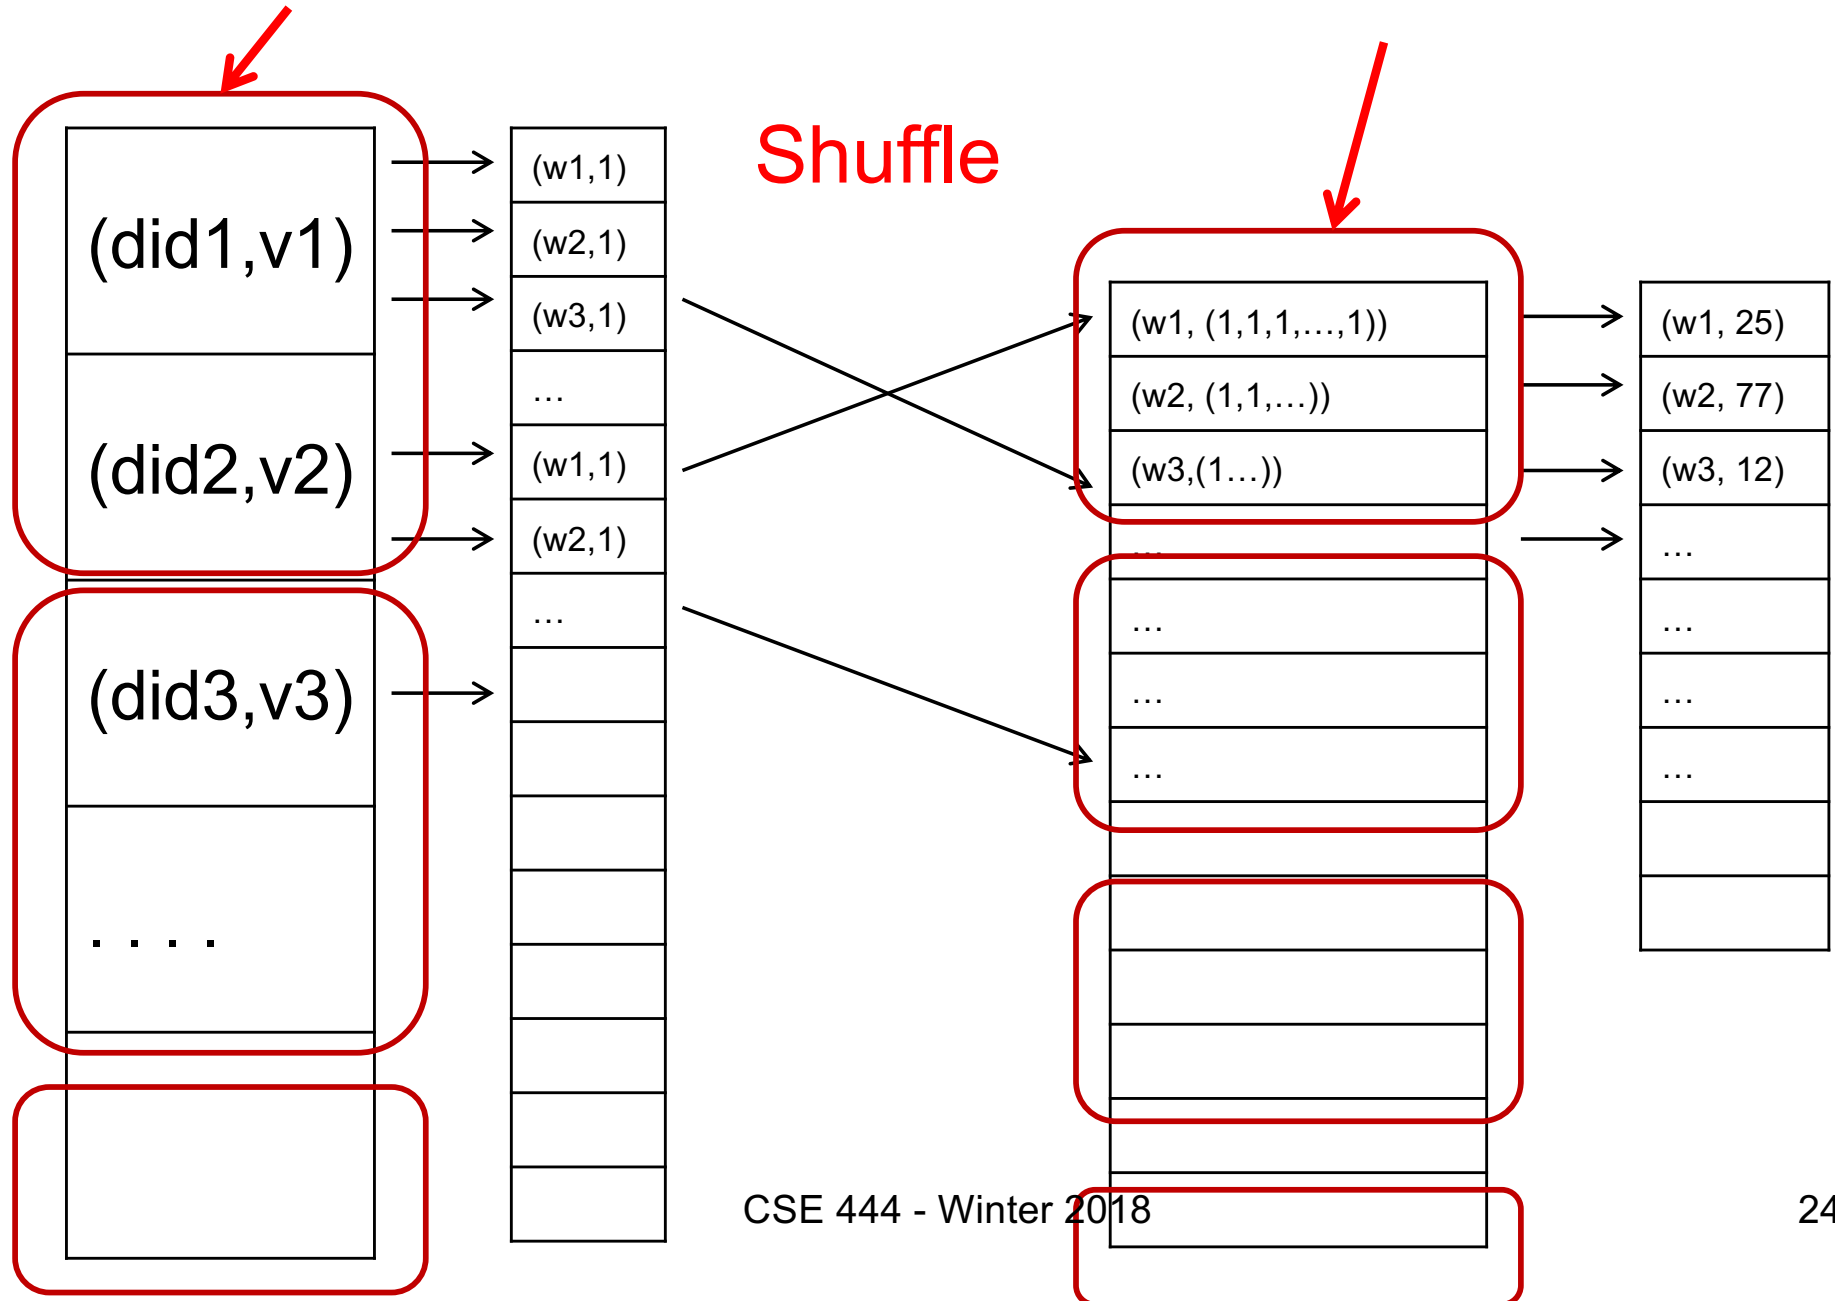 Shuffle
(did1,v1)
(did2,v2)
(did3,v3)
. . . .
(w1,1)
(w2,1)
(w3,1)
…
(w1,1)
(w2,1)
…
(w1, (1,1,1,…,1))
(w2, (1,1,…))
(w3,(1…))
…
…
…
…
(w1, 25)
(w2, 77)
(w3, 12)
…
…
…
…
CSE 444 - Winter 2018
24